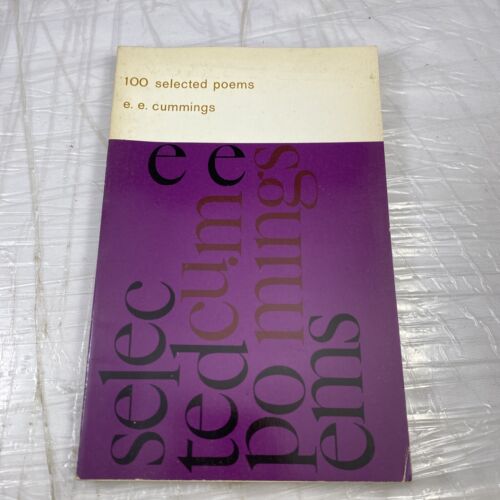 100 selected poems
e. e. cummings
e e
cum
mings
selec
ted
po
ems